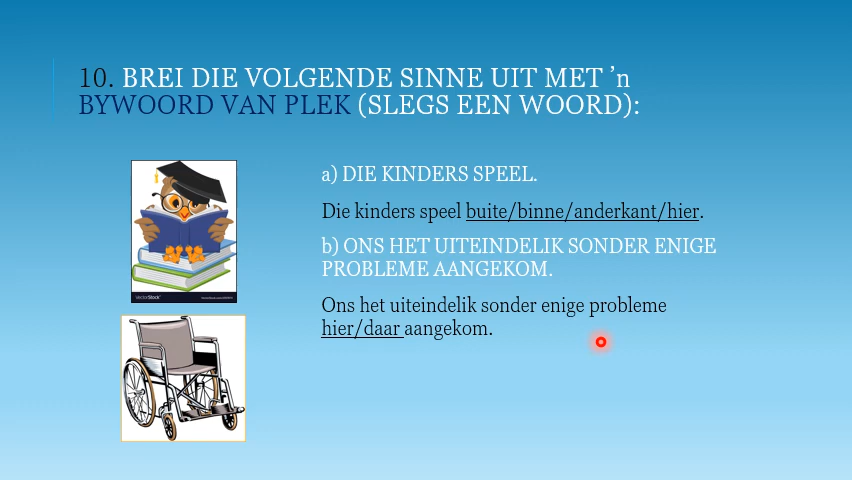 10. BREI DIE VOLGENDE SINNE UIT MET ’n
BYWOORD VAN PLEK (SLEGS EEN WOORD):
a) DIE KINDERS SPEEL.
Die kinders speel buite/binne/anderkant/hier.
b) ONS HET UITEINDELIK SONDER ENIGE
PROBLEME AANGEKOM.
Ons het uiteindelik sonder enige probleme
hier/daar aangekom.
VectorStock